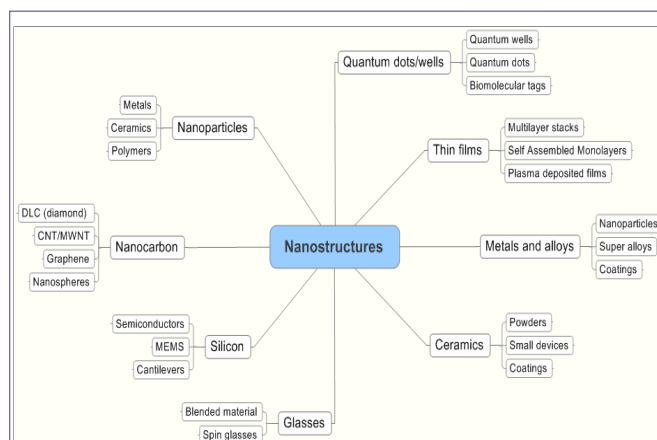 Quantum dots/wells
Quantum wells
Quantum dots
Biomolecular tags
Nanoparticles
Metals
Ceramics
Polymers
Thin films
Multilayer stacks
Self Assembled Monolayers
Plasma deposited films
Nanocarbon
DLC (diamond)
CNT/MWNT
Graphene
Nanospheres
Nanostructures
Metals and alloys
Nanoparticles
Super alloys
Coatings
Silicon
Semiconductors
MEMS
Cantilevers
Ceramics
Powders
Small devices
Coatings
Glasses
Blended material
Spin glasses